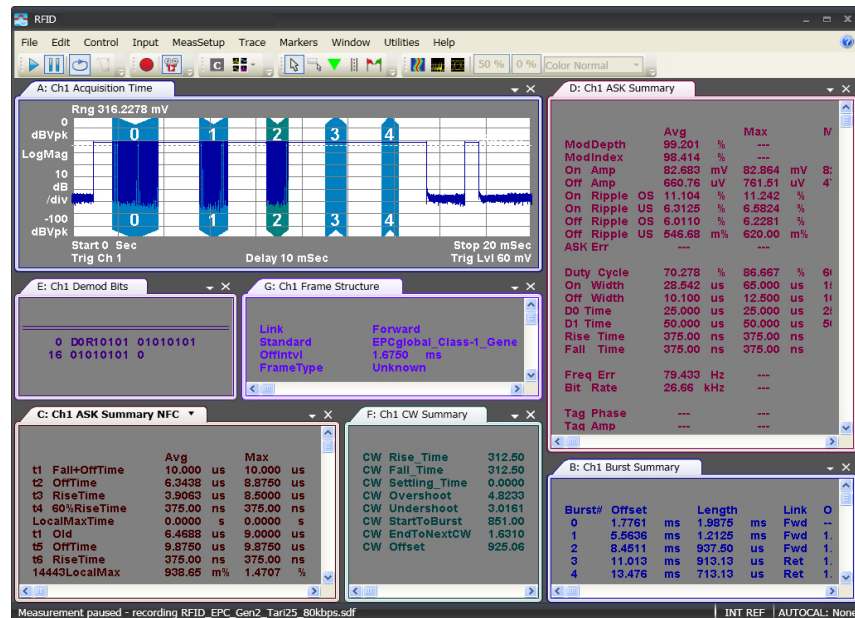 RFID
File Edit Control Input MeasSetup Trace Markers Window Utilities Help
50 % 0 % Color Normal
A: Ch1 Acquisition Time
Rng 316.2278 mV
0
dBVpk
LogMag
10
dB
/div
-100
dBVpk
0 1 2 3 4
0 1 2 3 4
Start 0 Sec Stop 20 mSec
Trig Ch 1 Delay 10 mSec Trig Lvl 60 mV
E: Ch1 Demod Bits
0 D0R10101 01010101
16 01010101 0
G: Ch1 Frame Structure
Link Forward
Standard EPCglobal_Class-1_Gene
OffIntvl 1.6750 ms
FrameType Unknown
C: Ch1 ASK Summary NFC
Avg Max
t1 Fall+OffTime 10.000 us 10.000 us
t2 OffTime 6.3438 us 8.8750 us
t3 RiseTime 3.9063 us 8.5000 us
t4 60%RiseTime 375.00 ns 375.00 ns
LocalMaxTime 0.0000 s 0.0000 s
t1 Old 6.4688 us 9.0000 us
t5 OffTime 9.8750 us 9.8750 us
t6 RiseTime 375.00 ns 375.00 ns
14443LocalMax 938.65 m% 1.4707 %
F: Ch1 CW Summary
CW Rise_Time 312.50
CW Fall_Time 312.50
CW Settling_Time 0.0000
CW Overshoot 4.8233
CW Undershoot 3.0161
CW StartToBurst 851.00
CW EndToNextCW 1.6310
CW Offset 925.06
D: Ch1 ASK Summary
Avg Max M
ModDepth 99.201 % ---
ModIndex 98.414 % ---
On Amp 82.683 mV 82.864 mV 8
Off Amp 660.76 uV 761.51 uV 4
On Ripple OS 11.104 % 11.242 %
On Ripple US 6.3125 % 6.5824 %
Off Ripple OS 6.0110 % 6.2281 %
Off Ripple US 546.68 m% 620.00 m%
ASK Err ---
Duty Cycle 70.278 % 86.667 % 6
On Width 28.542 us 65.000 us 1
Off Width 10.100 us 12.500 us 1
D0 Time 25.000 us 25.000 us 2
D1 Time 50.000 us 50.000 us 5
Rise Time 375.00 ns 375.00 ns
Fall Time 375.00 ns 375.00 ns
Freq Err 79.433 Hz ---
Bit Rate 26.66 kHz ---
Tag Phase --- ---
Tag Amp --- ---
B: Ch1 Burst Summary
Burst# Offset Length Link O
0 1.7761 ms 1.9875 ms Fwd --
1 5.5636 ms 1.2125 ms Fwd 1.
2 8.4511 ms 937.50 us Fwd 1.
3 11.013 ms 913.13 us Ret 1.
4 13.476 ms 713.13 us Ret 1.
Measurement paused - recording RFID_EPC_Gen2_Tari25_80kbps.sdf INT REF AUTOCAL: None